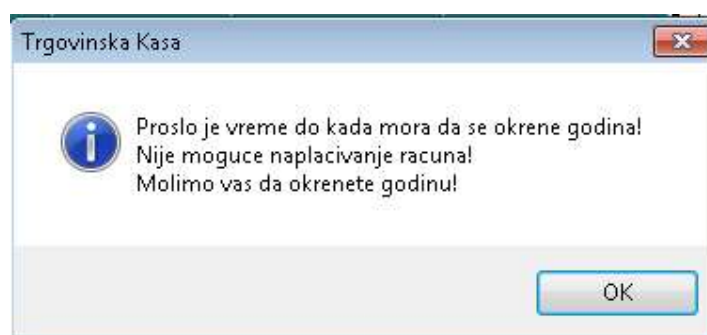 Trgovinska Kasa
Proslo je vreme do kada mora da se okrene godina!
Nije moguce naplacivanje racuna!
Molimo vas da okrenete godinu!
OK